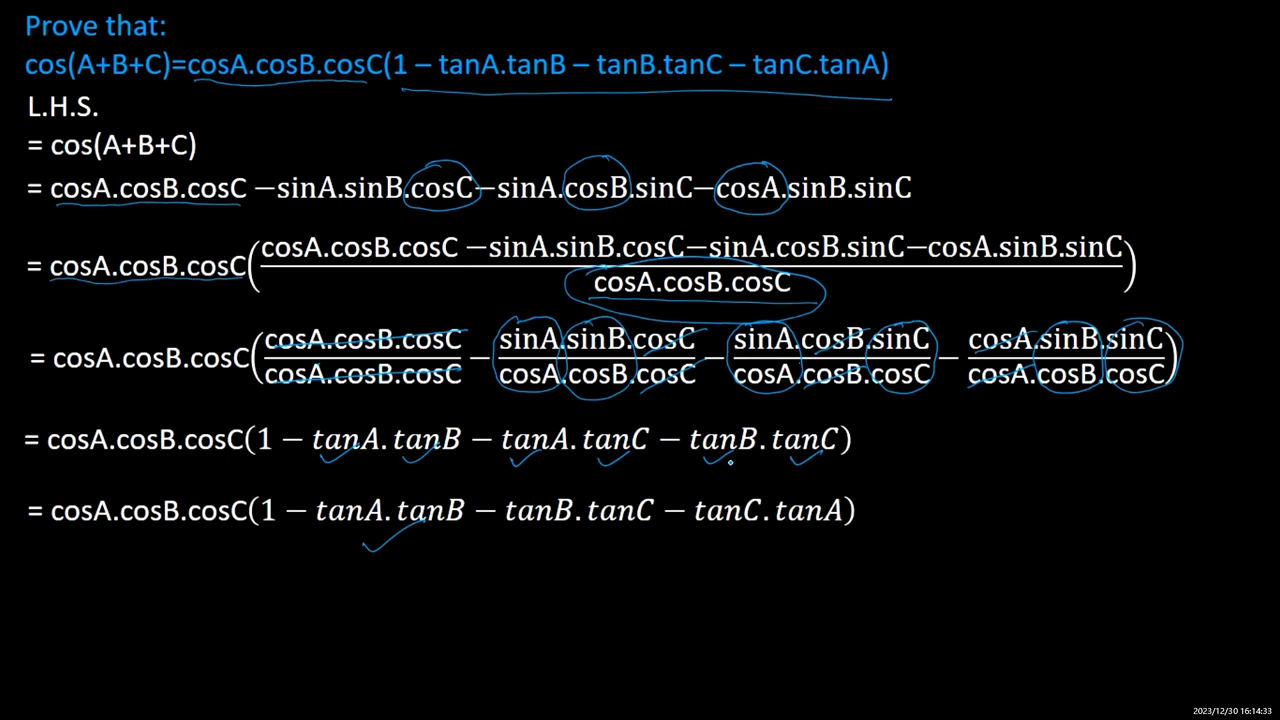 Prove that:
cos(A+B+C)=cosA.cosB.cosC(1 – tanA.tanB – tanB.tanC – tanC.tanA)
L.H.S.
= cos(A+B+C)
= cosA.cosB.cosC −sinA.sinB.cosC−sinA.cosB.sinC−cosA.sinB.sinC
= cosA.cosB.cosC(cosA.cosB.cosC −sinA.sinB.cosC−sinA.cosB.sinC−cosA.sinB.sinC / cosA.cosB.cosC)
= cosA.cosB.cosC(cosA.cosB.cosC / cosA.cosB.cosC − sinA.sinB.cosC / cosA.cosB.cosC − sinA.cosB.sinC / cosA.cosB.cosC − cosA.sinB.sinC / cosA.cosB.cosC)
= cosA.cosB.cosC(1 − tanA.tanB − tanA.tanC − tanB.tanC)
= cosA.cosB.cosC(1 − tanA.tanB − tanB.tanC − tanC.tanA)
2023/12/30 16:14:33